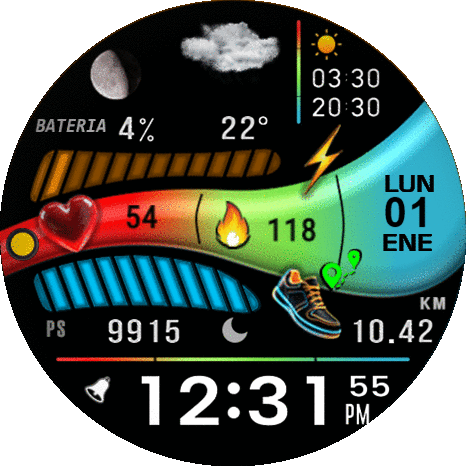 03:30
20:30
BATERIA 4% 22°
LUN
01
ENE
54
118
KM
PS 9915 10.42
12:31 55
PM